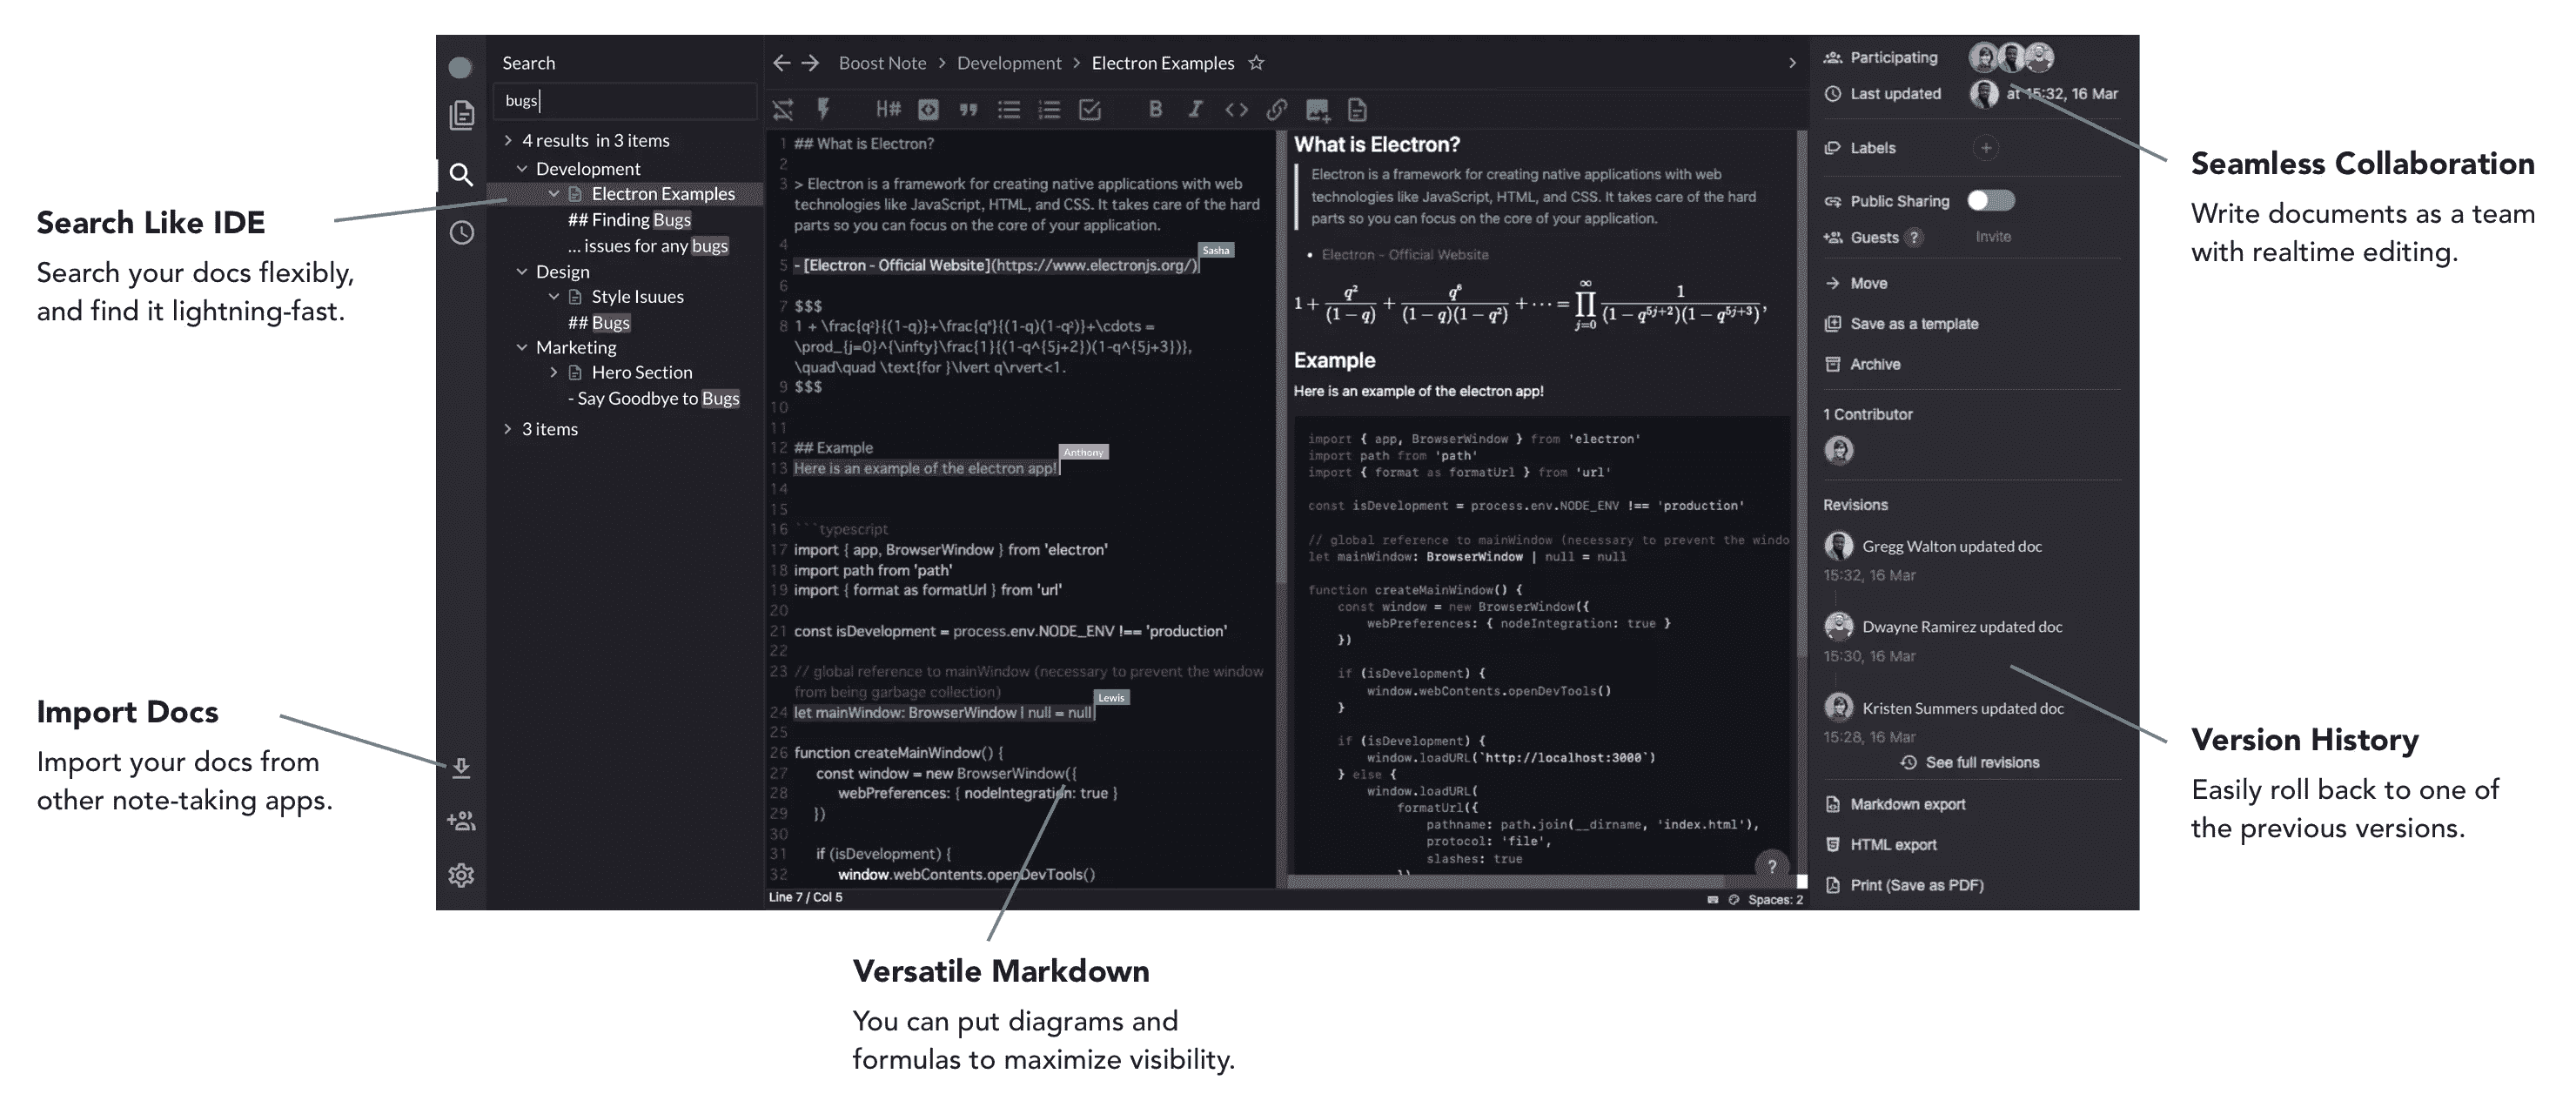 Search Like IDE
Search your docs flexibly,
and find it lightning-fast.
Import Docs
Import your docs from
other note-taking apps.
Search
bugs
4 results in 3 items
Development
Electron Examples
## Finding Bugs
... issues for any bugs
Design
Style Isuues
## Bugs
Marketing
Hero Section
- Say Goodbye to Bugs
3 items
Boost Note > Development > Electron Examples
H#
B I <>
1 ## What is Electron?
2
3 > Electron is a framework for creating native applications with web
technologies like JavaScript, HTML, and CSS. It takes care of the hard
parts so you can focus on the core of your application.
4
Sasha
5 - [Electron - Official Website](https://www.electronjs.org/)
6
7 $$$
8 1 + \frac{q²}{(1-q)}+\frac{q⁶}{(1-q)(1-q²)}+\cdots =
\prod_{j=0}^{\infty}\frac{1}{(1-q^{5j+2})(1-q^{5j+3})},
\quad\quad \text{for }\lvert q\rvert<1.
9 $$$
10
11
12 ## Example
Anthony
13 Here is an example of the electron app!
14
15
16 ```typescript
17 import { app, BrowserWindow } from 'electron'
18 import path from 'path'
19 import { format as formatUrl } from 'url'
20
21 const isDevelopment = process.env.NODE_ENV !== 'production'
22
23 // global reference to mainWindow (necessary to prevent the window
from being garbage collection)
Lewis
24 let mainWindow: BrowserWindow | null = null
25
26 function createMainWindow() {
27 const window = new BrowserWindow({
28 webPreferences: { nodeIntegration: true }
29 })
30
31 if (isDevelopment) {
32 window.webContents.openDevTools()
Line 7 / Col 5
What is Electron?
Electron is a framework for creating native applications with web
technologies like JavaScript, HTML, and CSS. It takes care of the hard
parts so you can focus on the core of your application.
• Electron - Official Website
1 + q²/(1 − q) + q⁶/(1 − q)(1 − q²) + ··· = ∏_{j=0}^{∞} 1/(1 − q^{5j+2})(1 − q^{5j+3}),
Example
Here is an example of the electron app!
import { app, BrowserWindow } from 'electron'
import path from 'path'
import { format as formatUrl } from 'url'
const isDevelopment = process.env.NODE_ENV !== 'production'
// global reference to mainWindow (necessary to prevent the windo
let mainWindow: BrowserWindow | null = null
function createMainWindow() {
const window = new BrowserWindow({
webPreferences: { nodeIntegration: true }
})
if (isDevelopment) {
window.webContents.openDevTools()
}
if (isDevelopment) {
window.loadURL(`http://localhost:3000`)
} else {
window.loadURL(
formatUrl({
pathname: path.join(__dirname, 'index.html'),
protocol: 'file',
slashes: true
?
Spaces: 2
Participating
Last updated at 15:32, 16 Mar
Labels +
Public Sharing
Guests ? Invite
Move
Save as a template
Archive
1 Contributor
Revisions
Gregg Walton updated doc
15:32, 16 Mar
Dwayne Ramirez updated doc
15:30, 16 Mar
Kristen Summers updated doc
15:28, 16 Mar
See full revisions
Markdown export
HTML export
Print (Save as PDF)
Seamless Collaboration
Write documents as a team
with realtime editing.
Version History
Easily roll back to one of
the previous versions.
Versatile Markdown
You can put diagrams and
formulas to maximize visibility.